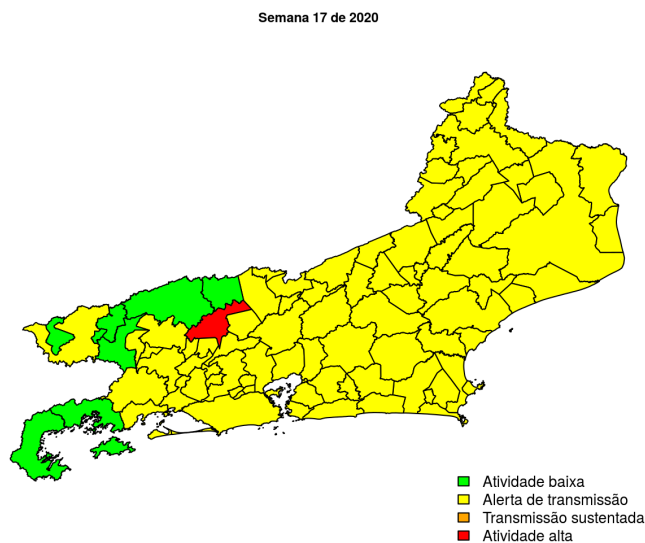 Semana 17 de 2020
Atividade baixa
Alerta de transmissão
Transmissão sustentada
Atividade alta